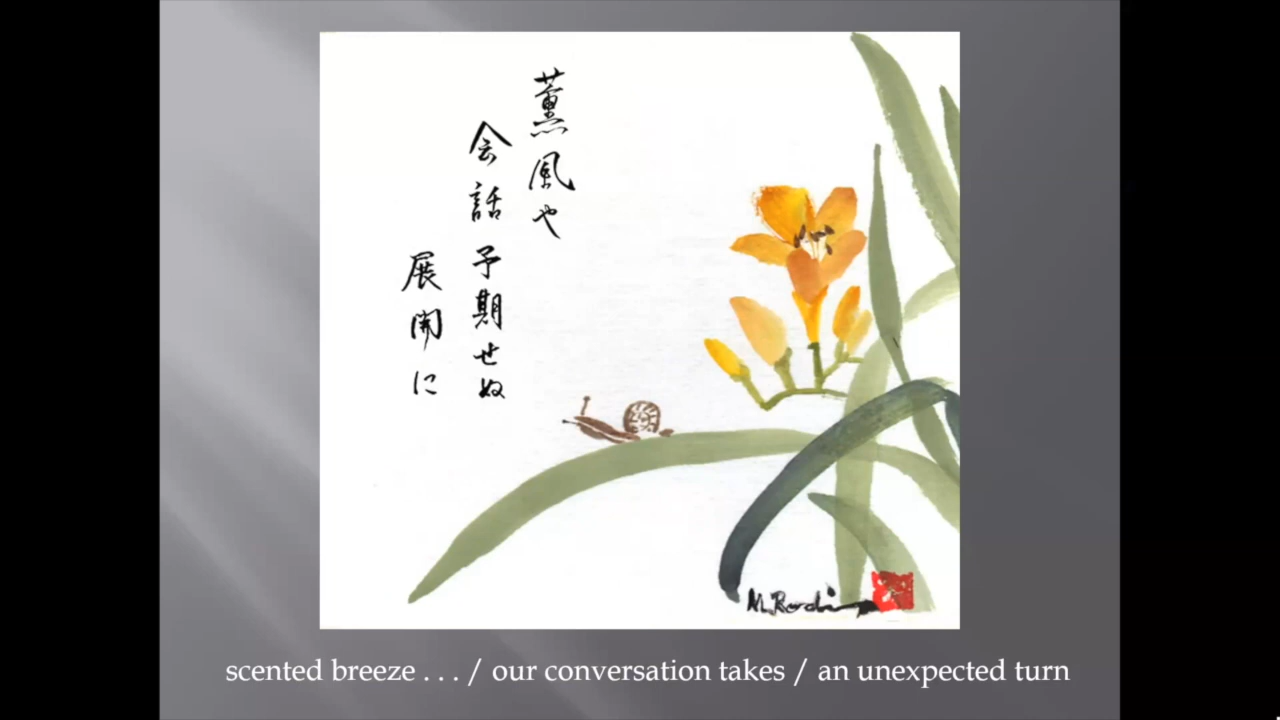 薫風や
会話予期せぬ
展開に
scented breeze . . . / our conversation takes / an unexpected turn